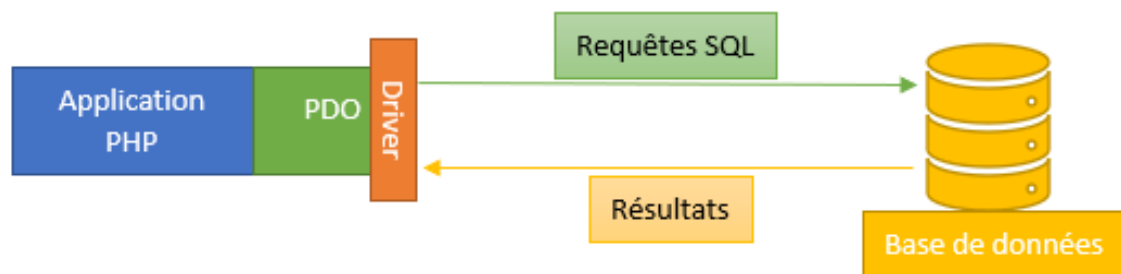 Requêtes SQL
Application
PHP
PDO
Driver
Résultats
Base de données